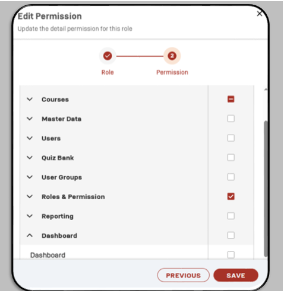 Edit Permission
Update the detail permission for this role
2
Role
Permission
Courses
Master Data
Users
Quiz Bank
User Groups
Roles & Permission
Reporting
Dashboard
Dashboard
PREVIOUS
SAVE